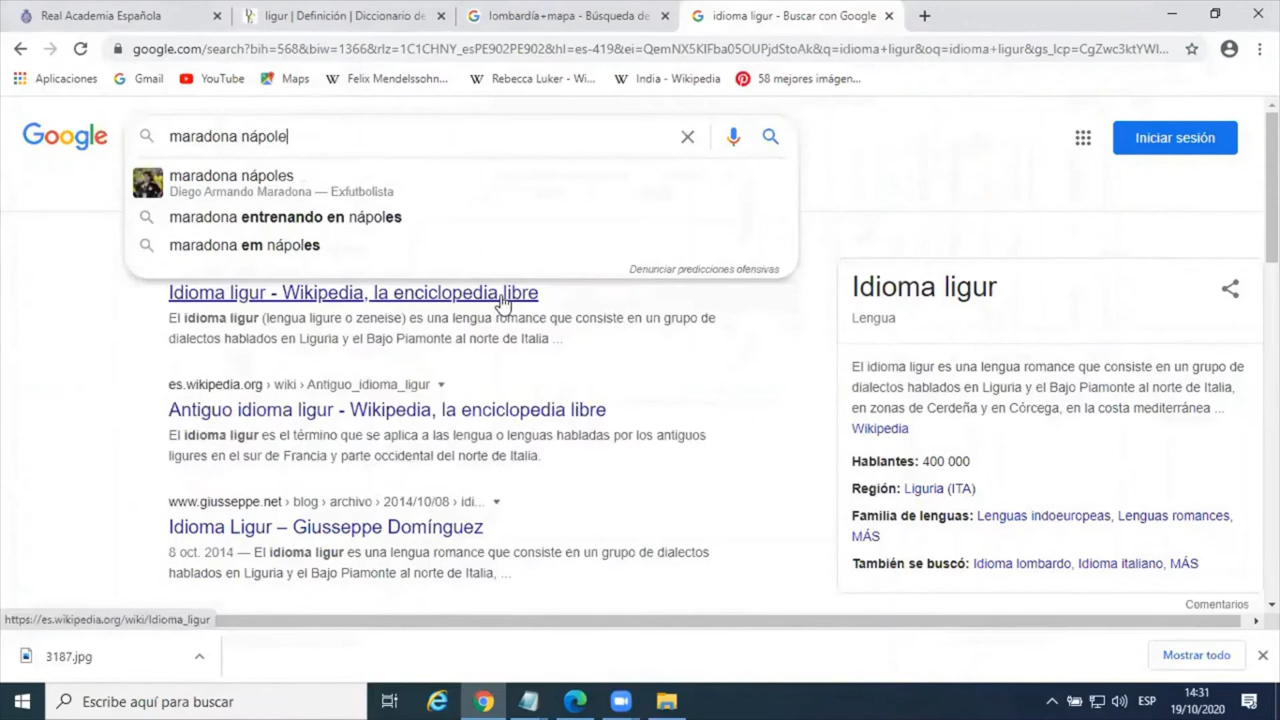 Real Academia Española
ligur | Definición | Diccionario de
lombardía+mapa - Búsqueda de
idioma ligur - Buscar con Google
google.com/search?bih=568&biw=1366&rlz=1C1CHNY_esPE902PE902&hl=es-419&ei=QemNX5KIFba05OUPjdStoAk&q=idioma+ligur&oq=idioma+ligur&gs_lcp=CgZwc3ktYWl...
Aplicaciones
Gmail
YouTube
Maps
Felix Mendelssohn...
Rebecca Luker - Wi...
India - Wikipedia
58 mejores imágen...
Google
maradona nápole
Iniciar sesión
maradona nápoles
Diego Armando Maradona — Exfutbolista
maradona entrenando en nápoles
maradona em nápoles
Denunciar predicciones ofensivas
Idioma ligur - Wikipedia, la enciclopedia libre
El idioma ligur (lengua ligure o zeneise) es una lengua romance que consiste en un grupo de
dialectos hablados en Liguria y el Bajo Piamonte al norte de Italia ...
es.wikipedia.org › wiki › Antiguo_idioma_ligur
Antiguo idioma ligur - Wikipedia, la enciclopedia libre
El idioma ligur es el término que se aplica a las lengua o lenguas habladas por los antiguos
ligures en el sur de Francia y parte occidental del norte de Italia.
www.giusseppe.net › blog › archivo › 2014/10/08 › idi...
Idioma Ligur – Giusseppe Domínguez
8 oct. 2014 — El idioma ligur es una lengua romance que consiste en un grupo de dialectos
hablados en Liguria y el Bajo Piamonte al norte de Italia, ...
Idioma ligur
Lengua
El idioma ligur es una lengua romance que consiste en un grupo de
dialectos hablados en Liguria y el Bajo Piamonte al norte de Italia,
en zonas de Cerdeña y en Córcega, en la costa mediterránea ...
Wikipedia
Hablantes: 400 000
Región: Liguria (ITA)
Familia de lenguas: Lenguas indoeuropeas, Lenguas romances,
MÁS
También se buscó: Idioma lombardo, Idioma italiano, MÁS
Comentarios
https://es.wikipedia.org/wiki/Idioma_ligur
3187.jpg
Mostrar todo
Escribe aquí para buscar
ESP
14:31
19/10/2020